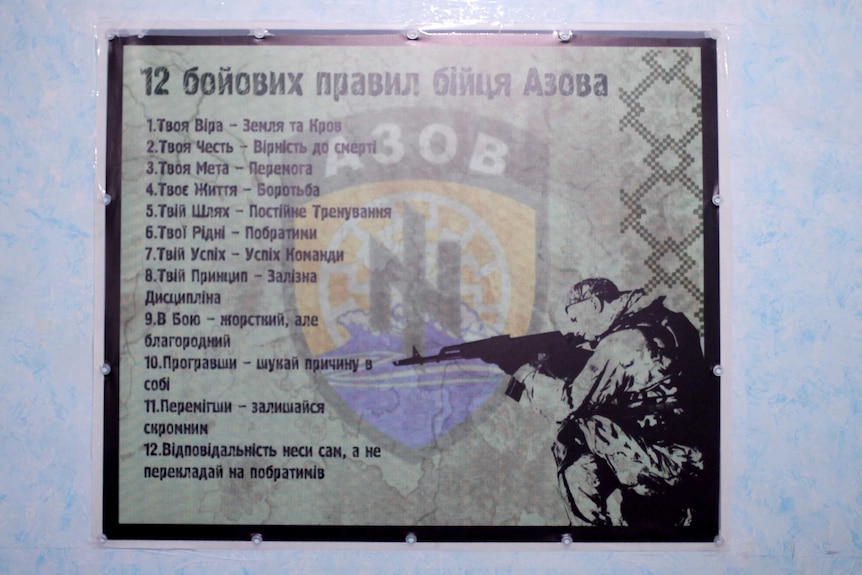 12 бойових правил бійця Азова
1.Твоя Віра – Земля та Кров
2.Твоя Честь – Вірність до смерті
АЗОВ
3.Твоя Мета – Перемога
4.Твоє Життя – Боротьба
5.Твій Шлях – Постійне Тренування
6.Твої Рідні – Побратими
7.Твій Успіх – Успіх Команди
8.Твій Принцип – Залізна
Дисципліна
9.В Бою – жорсткий, але
благородний
10.Програвши – шукай причину в
собі
11.Перемігши – залишайся
скромним
12.Відповідальність неси сам, а не
перекладай на побратимів